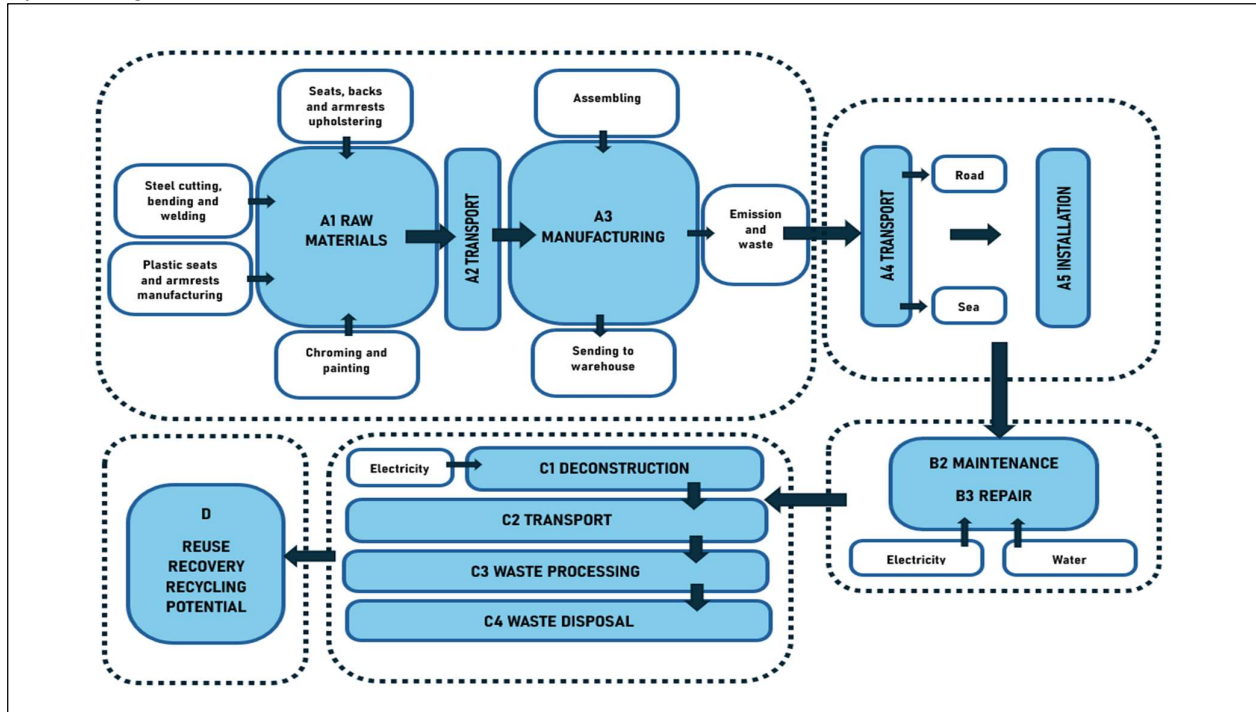 Seats, backs
and armrests
upholstering
Assembling
Steel cutting,
bending and
welding
A1 RAW
MATERIALS
Plastic seats
and armrests
manufacturing
Chroming and
painting
A2 TRANSPORT
A3
MANUFACTURING
Emission
and
waste
Sending to
warehouse
A4 TRANSPORT
Road
Sea
A5 INSTALLATION
B2 MAINTENANCE
B3 REPAIR
Electricity
Water
Electricity
C1 DECONSTRUCTION
C2 TRANSPORT
C3 WASTE PROCESSING
C4 WASTE DISPOSAL
D
REUSE
RECOVERY
RECYCLING
POTENTIAL